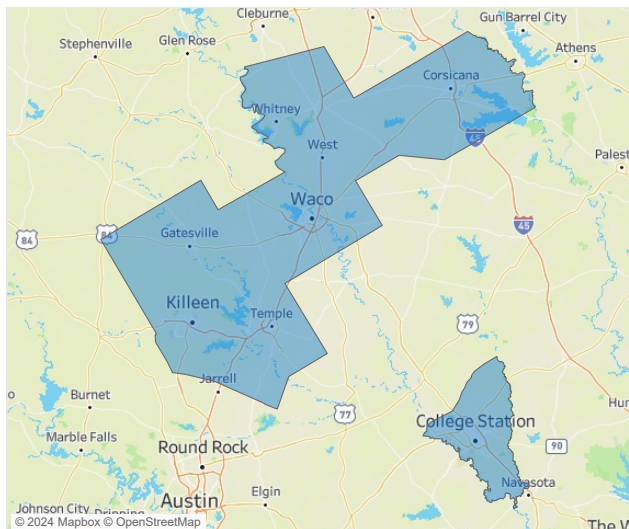 Cleburne
Gun Barrel City
Stephenville
Glen Rose
Athens
Corsicana
Whitney
45
West
Palest
Waco
84
84
Gatesville
45
Killeen
Temple
79
Jarrell
o
Burnet
77
College Station
Hun
Marble Falls
Round Rock
90
Navasota
Austin
Elgin
Johnson City
Dripping
The W
© 2024 Mapbox © OpenStreetMap